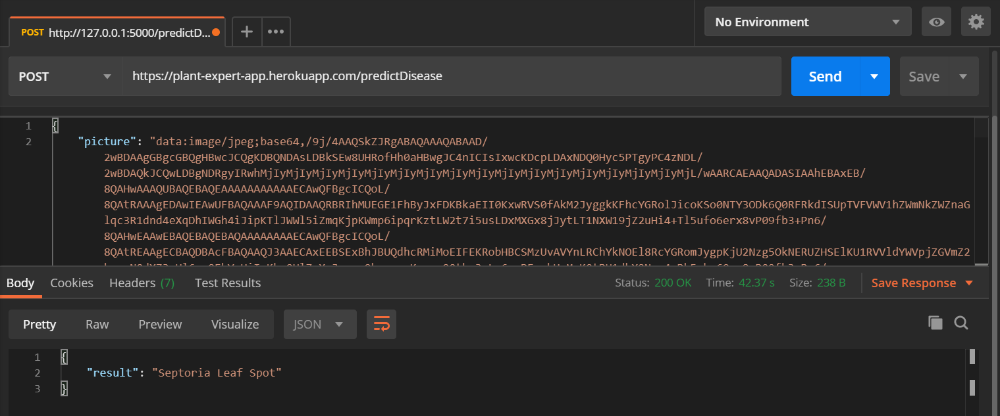 POST http://127.0.0.1:5000/predictD...
No Environment
POST https://plant-expert-app.herokuapp.com/predictDisease Send Save
1 {
2 "picture": "data:image/jpeg;base64,/9j/4AAQSkZJRgABAQAAAQABAAD/
2wBDAAgGBgcGBQgHBwcJCQgKDBQNDAsLDBkSEw8UHRofHh0aHBwgJC4nICIsIxwcKDcpLDAxNDQ0Hyc5PTgyPC4zNDL/
2wBDAQkJCQwLDBgNDRgyIRwhMjIyMjIyMjIyMjIyMjIyMjIyMjIyMjIyMjIyMjIyMjIyMjIyMjIyMjIyMjIyMjIyMjL/wAARCAEAAQADASIAAhEBAxEB/
8QAHwAAAQUBAQEBAQEAAAAAAAAAAAECAwQFBgcICQoL/
8QAtRAAAgEDAwIEAwUFBAQAAAF9AQIDAAQRBRIhMUEGE1FhByJxFDKBkaEII0KxwRVS0fAkM2JyggkKFhcYGRolJicoKSo0NTY3ODk6Q0RFRkdISUpTVFVWV1hZWmNkZWZnaG
lqc3R1dnd4eXqDhIWGh4iJipKTlJWWl5iZmqKjpKWmp6ipqrKztLW2t7i5usLDxMXGx8jJytLT1NXW19jZ2uHi4+Tl5ufo6erx8vP09fb3+Pn6/
8QAHwEAAwEBAQEBAQEBAQAAAAAAAAECAwQFBgcICQoL/
8QAtREAAgECBAQDBAcFBAQAAQJ3AAECAxEEBSExBhJBUQdhcRMiMoEIFEKRobHBCSMzUvAVYnLRChYkNOEl8RcYGRomJygpKjU2Nzg5OkNERUZHSElKU1RVVldYWVpjZGVmZ2
Body Cookies Headers (7) Test Results Status: 200 OK Time: 42.37 s Size: 238 B Save Response
Pretty Raw Preview Visualize JSON
1 {
2 "result": "Septoria Leaf Spot"
3 }